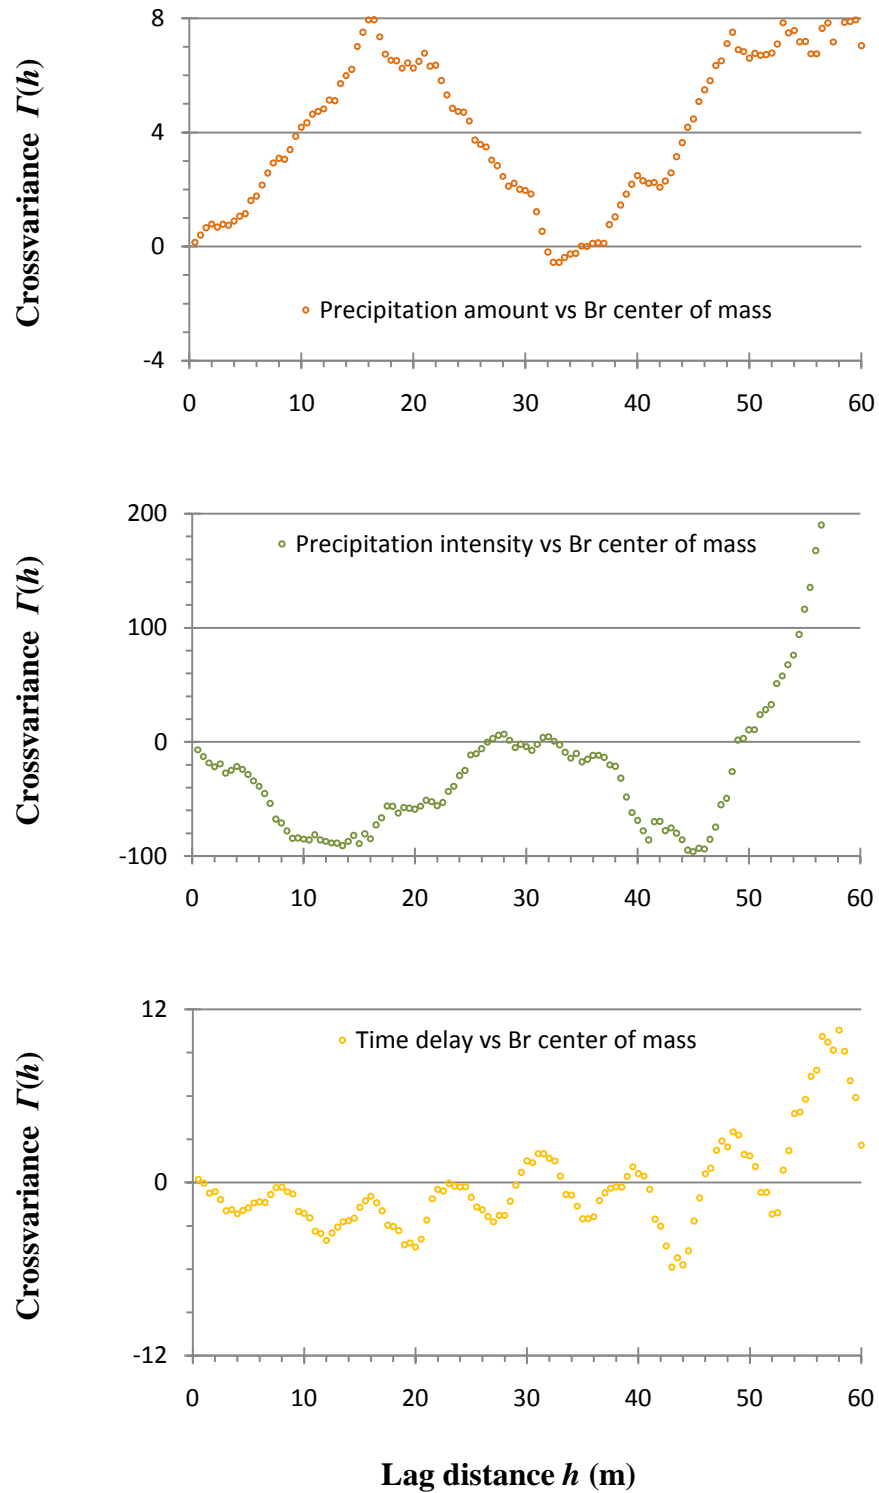 Crossvariance Γ(h)
8
4
0
-4
Precipitation amount vs Br center of mass
0 10 20 30 40 50 60
Crossvariance Γ(h)
200
100
0
-100
Precipitation intensity vs Br center of mass
0 10 20 30 40 50 60
Crossvariance Γ(h)
12
0
-12
Time delay vs Br center of mass
0 10 20 30 40 50 60
Lag distance h (m)